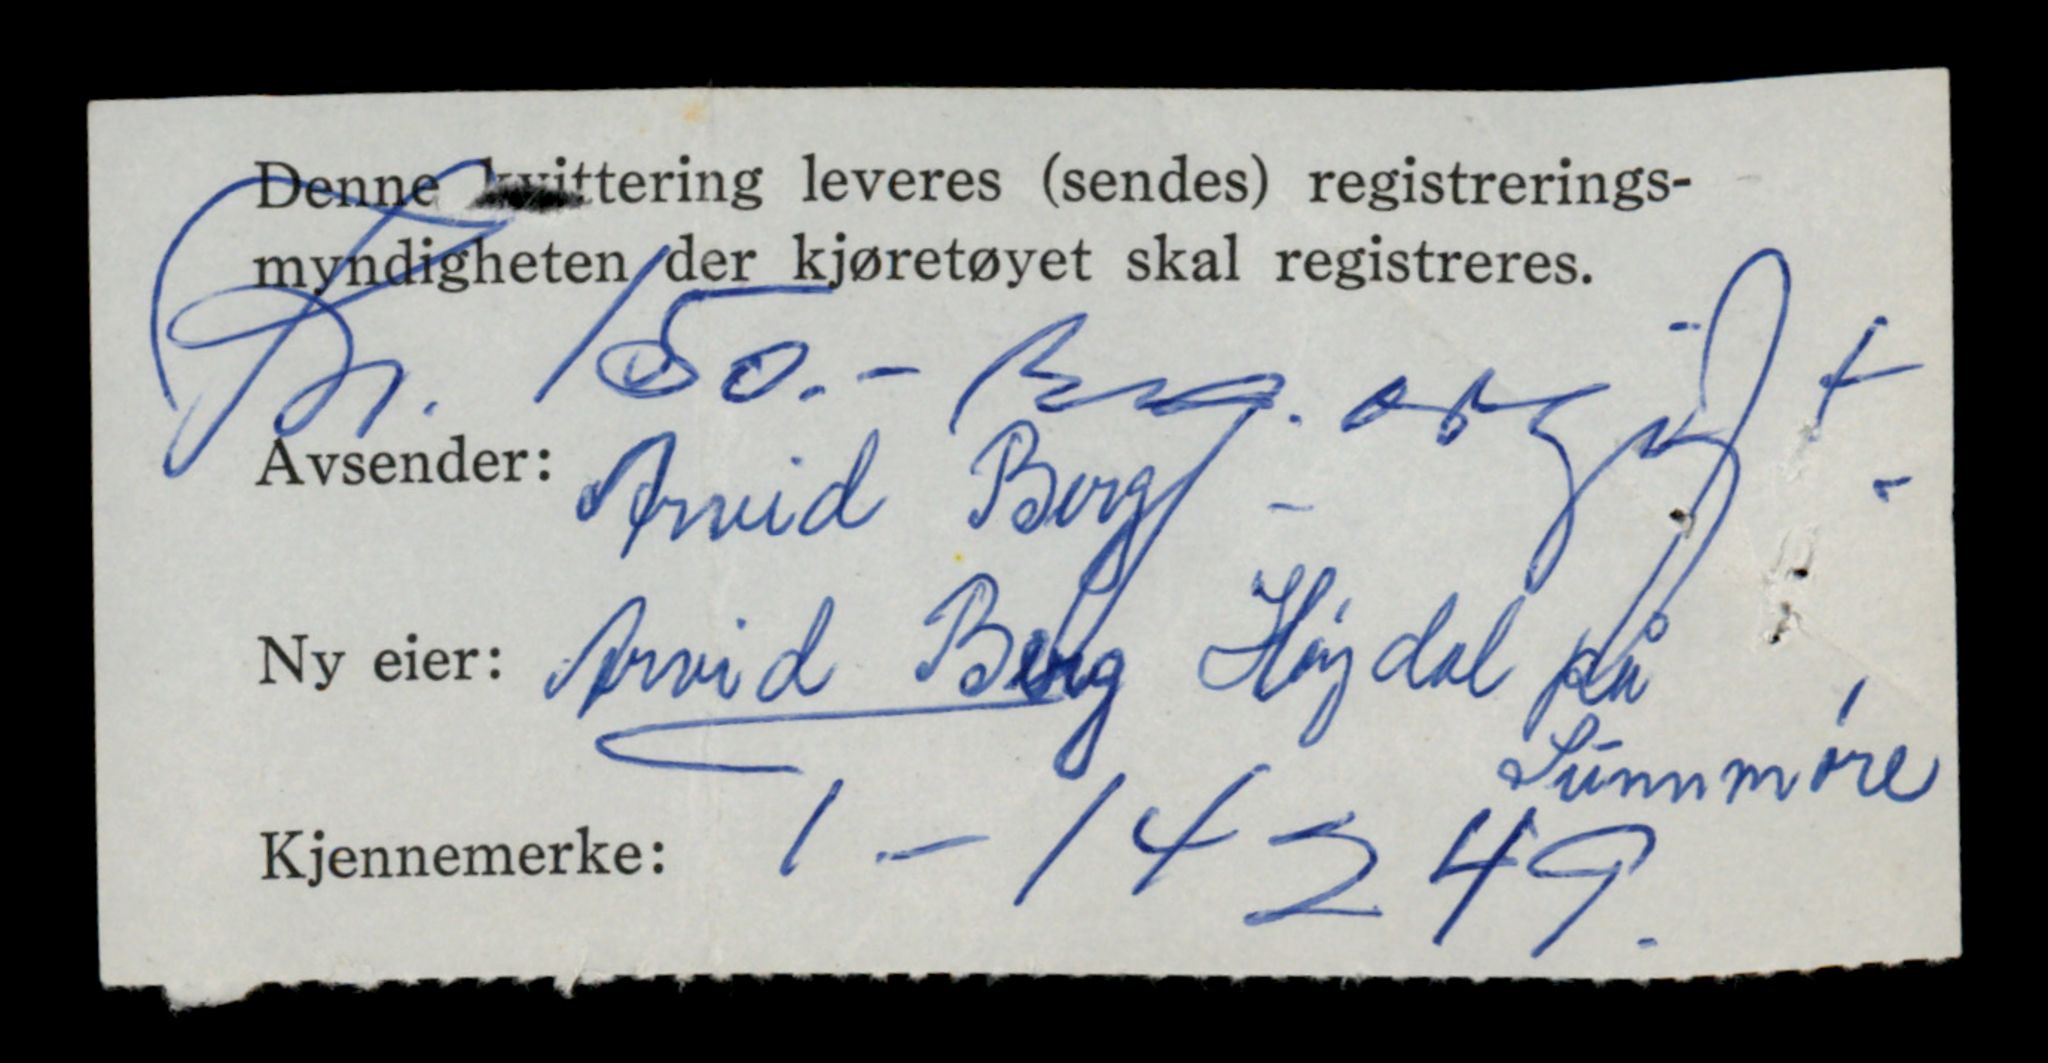 Denne kvittering leveres (sendes) registrerings-
myndigheten der kjøretøyet skal registreres.
Kr. 150.-
Avsender: Arvid Berg
Ny eier: Arvid Berg Høydal på
Sunnmøre
Kjennemerke: 1 - 14249.